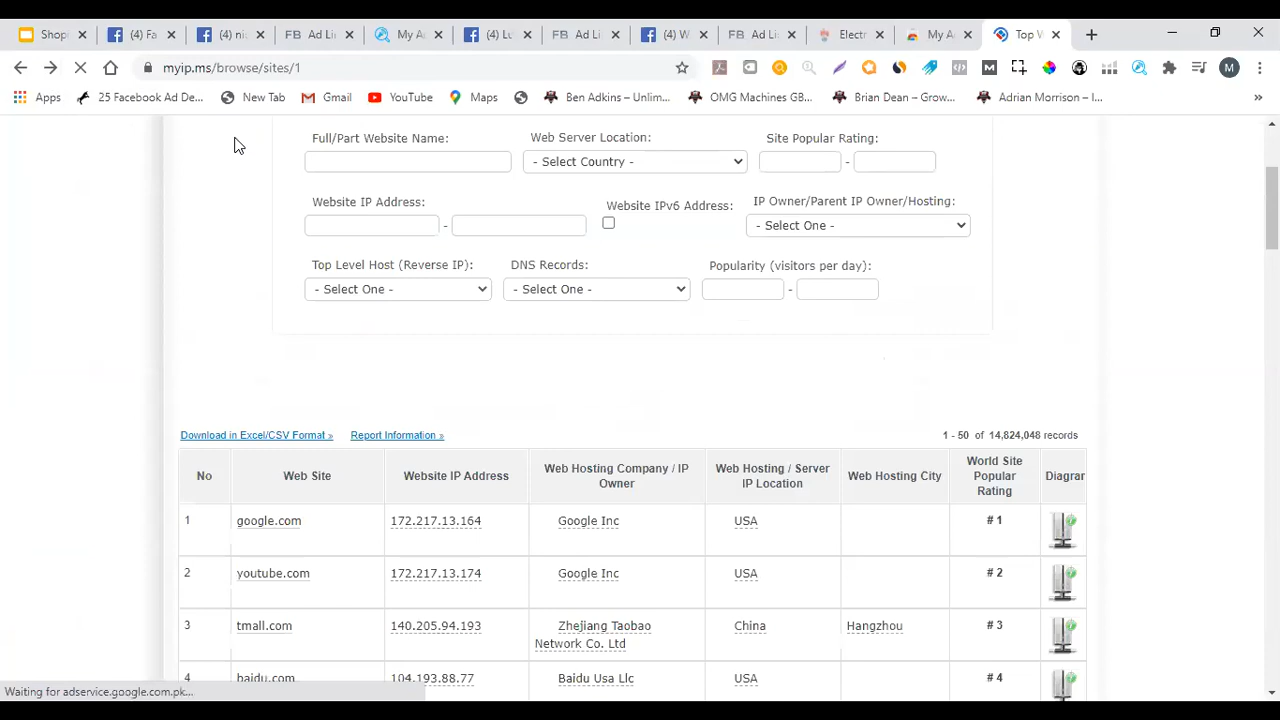 Shop
(4) Fa
(4) nic
FB Ad Li
My A
(4) Lu
FB Ad Li
(4) W
FB Ad Li
Electr
My A
Top V
M
myip.ms/browse/sites/1
Apps
25 Facebook Ad De...
New Tab
Gmail
YouTube
Maps
Ben Adkins – Unlim...
OMG Machines GB...
Brian Dean – Grow...
Adrian Morrison – I...
»
Full/Part Website Name:
Web Server Location:
Site Popular Rating:
- Select Country -
-
Website IP Address:
Website IPv6 Address:
IP Owner/Parent IP Owner/Hosting:
-
- Select One -
Top Level Host (Reverse IP):
DNS Records:
Popularity (visitors per day):
- Select One -
- Select One -
-
Download in Excel/CSV Format »
Report Information »
1 - 50 of 14,824,048 records
No
Web Site
Website IP Address
Web Hosting Company / IP
Owner
Web Hosting / Server
IP Location
Web Hosting City
World Site
Popular
Rating
Diagrar
1
google.com
172.217.13.164
Google Inc
USA
# 1
2
youtube.com
172.217.13.174
Google Inc
USA
# 2
3
tmall.com
140.205.94.193
Zhejiang Taobao
Network Co. Ltd
China
Hangzhou
# 3
4
baidu.com
104.193.88.77
Baidu Usa Llc
USA
# 4
Waiting for adservice.google.com.pk...